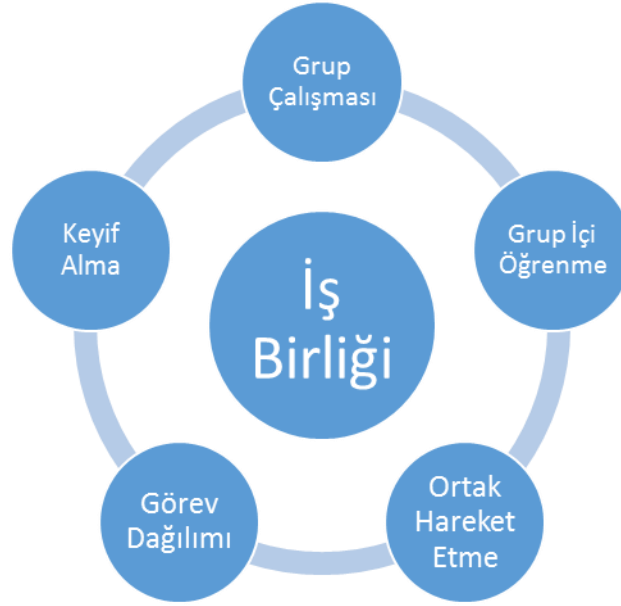 Grup
Çalışması
Keyif
Alma
Grup İçi
Öğrenme
İş
Birliği
Görev
Dağılımı
Ortak
Hareket
Etme